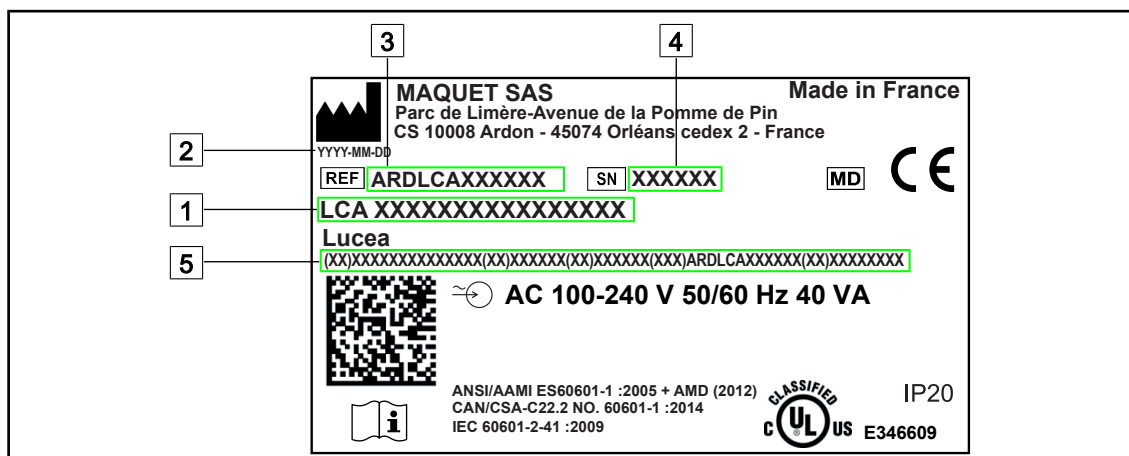 3 4
MAQUET SAS Made in France
Parc de Limère-Avenue de la Pomme de Pin
CS 10008 Ardon - 45074 Orléans cedex 2 - France
2
YYYY-MM-DD
REF ARDLCAXXXXXX SN XXXXXX MD CE
1 LCA XXXXXXXXXXXXXXXX
Lucea
5 (XX)XXXXXXXXXXXXXX(XX)XXXXXX(XX)XXXXXX(XXX)ARDLCAXXXXXX(XX)XXXXXXXX
AC 100-240 V 50/60 Hz 40 VA
ANSI/AAMI ES60601-1 :2005 + AMD (2012)
CAN/CSA-C22.2 NO. 60601-1 :2014
IEC 60601-2-41 :2009
i
CLASSIFIED
C UL ® US E346609
IP20